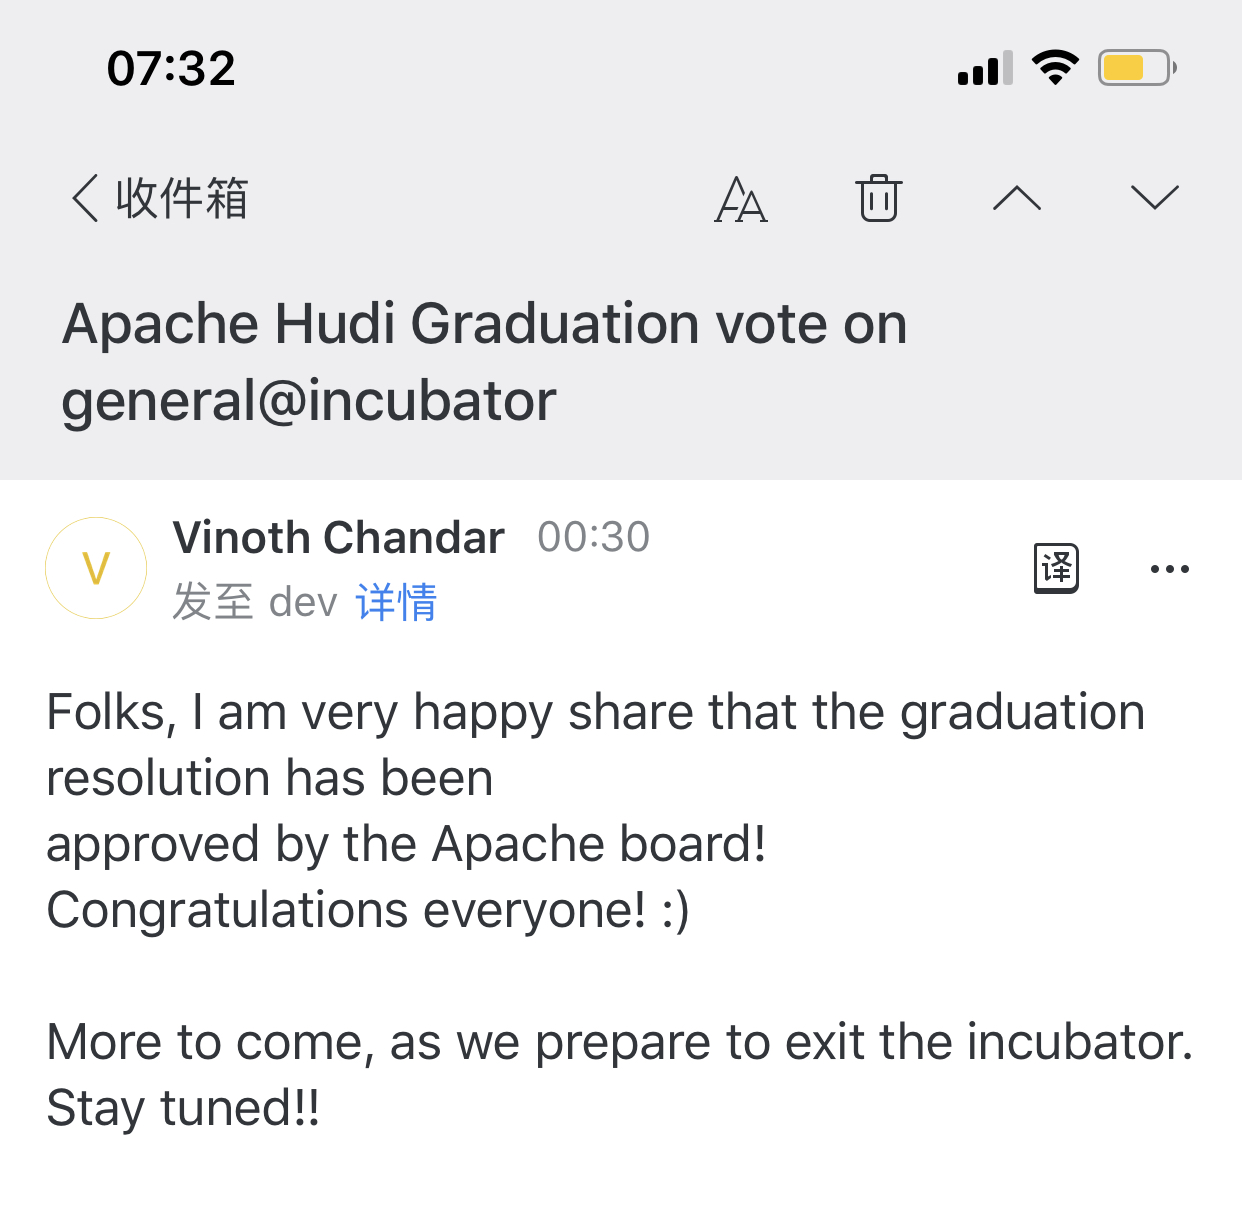 07:32
收件箱
Apache Hudi Graduation vote on
general@incubator
V
Vinoth Chandar 00:30
发至 dev 详情
译
Folks, I am very happy share that the graduation
resolution has been
approved by the Apache board!
Congratulations everyone! :)
More to come, as we prepare to exit the incubator.
Stay tuned!!